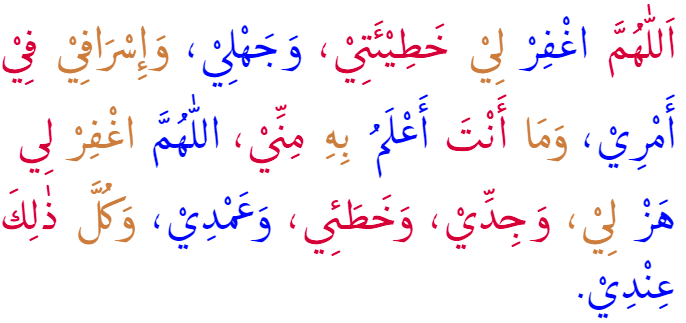 اَللّٰهُمَّ اغْفِرْ لِيْ خَطِيْئَتِيْ، وَجَهْلِيْ، وَإِسْرَافِيْ فِيْ
أَمْرِيْ، وَمَا أَنْتَ أَعْلَمُ بِهِ مِنِّيْ، اللّٰهُمَّ اغْفِرْ لِي
هَزْ لِيْ، وَجِدِّيْ، وَخَطَئِي، وَعَمْدِيْ، وَكُلَّ ذٰلِكَ
عِنْدِيْ.